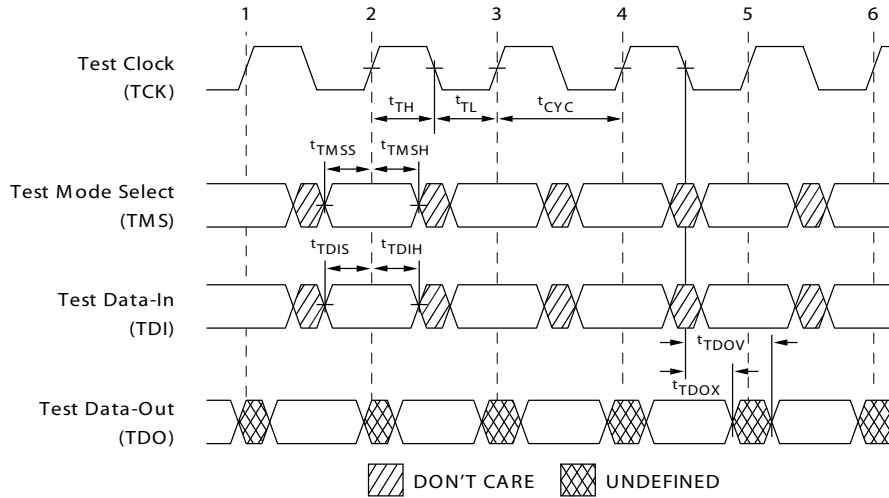 1 2 3 4 5 6
Test Clock
(TCK)
tTH tTL tCYC
tTMSS tTMSH
Test Mode Select
(TMS)
tTDIS tTDIH
Test Data-In
(TDI)
tTDOV
tTDOX
Test Data-Out
(TDO)
DON'T CARE UNDEFINED